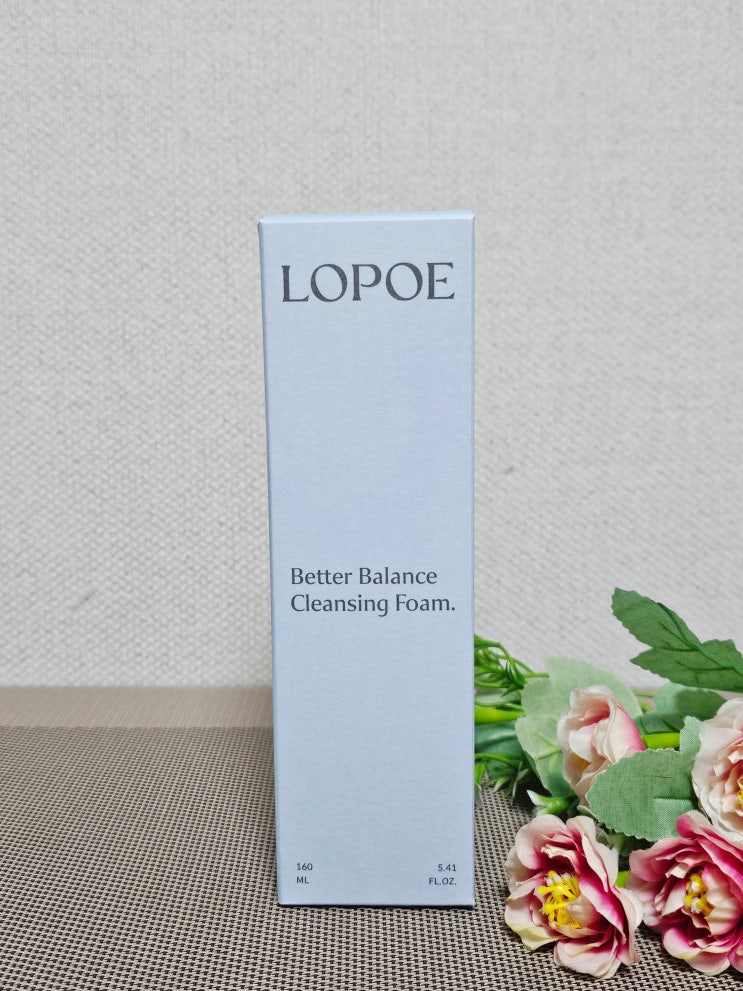 LOPOE
Better Balance
Cleansing Foam.
160 5.41
ML FL.OZ.